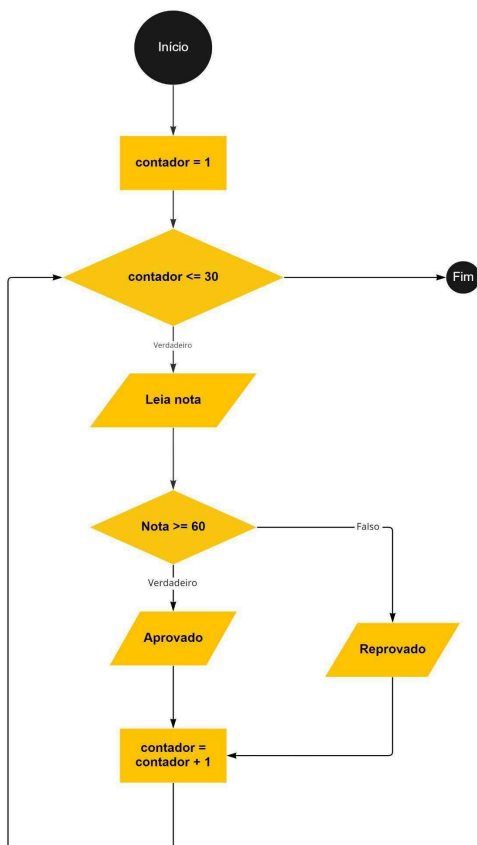 Início
contador = 1
contador <= 30
Fim
Verdadeiro
Leia nota
Nota >= 60
Falso
Verdadeiro
Aprovado
Reprovado
contador =
contador + 1